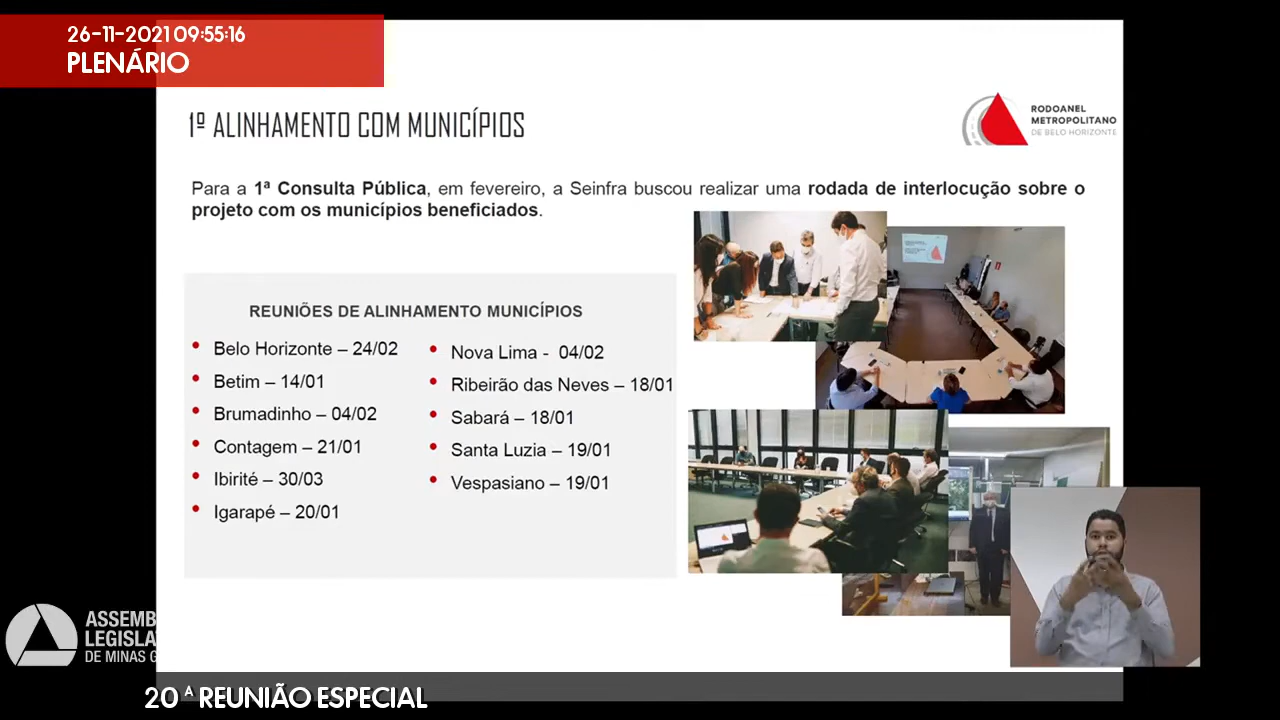 26-11-2021 09:55:16
PLENÁRIO
1º ALINHAMENTO COM MUNICÍPIOS
RODOANEL
METROPOLITANO
DE BELO HORIZONTE
Para a 1ª Consulta Pública, em fevereiro, a Seinfra buscou realizar uma rodada de interlocução sobre o
projeto com os municípios beneficiados.
REUNIÕES DE ALINHAMENTO MUNICÍPIOS
Belo Horizonte – 24/02
Betim – 14/01
Brumadinho – 04/02
Contagem – 21/01
Ibirité – 30/03
Igarapé – 20/01
Nova Lima - 04/02
Ribeirão das Neves – 18/01
Sabará – 18/01
Santa Luzia – 19/01
Vespasiano – 19/01
ASSEMB
LEGISLA
DE MINAS G
20ª REUNIÃO ESPECIAL